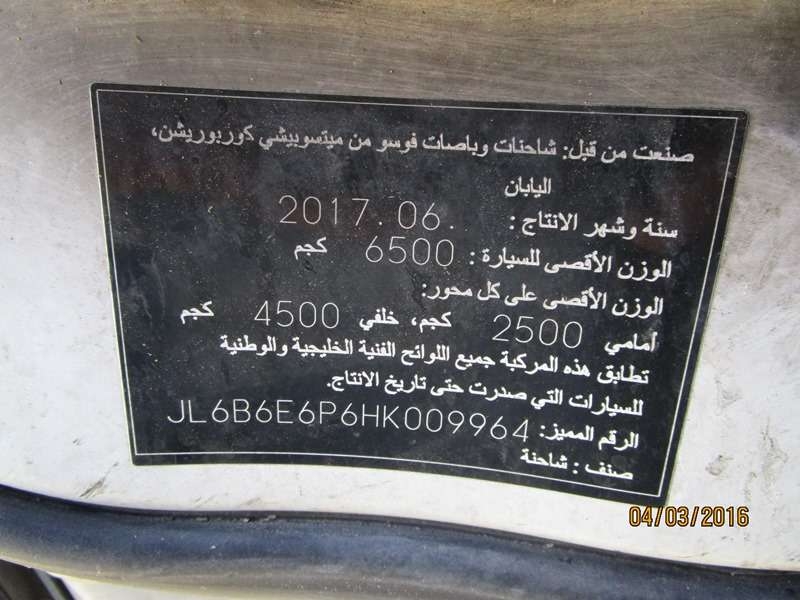 صنعت من قبل: شاحنات وباصات فوسو من ميتسوبيشي كوربوريشن،
اليابان
سنة وشهر الانتاج : 2017.06.
الوزن الأقصى للسيارة : 6500 كجم
الوزن الأقصى على كل محور:
أمامي 2500 كجم، خلفي 4500 كجم
تطابق هذه المركبة جميع اللوائح الفنية الخليجية والوطنية
للسيارات التي صدرت حتى تاريخ الانتاج.
الرقم المميز: JL6B6E6P6HK009964
صنف : شاحنة
04/03/2016